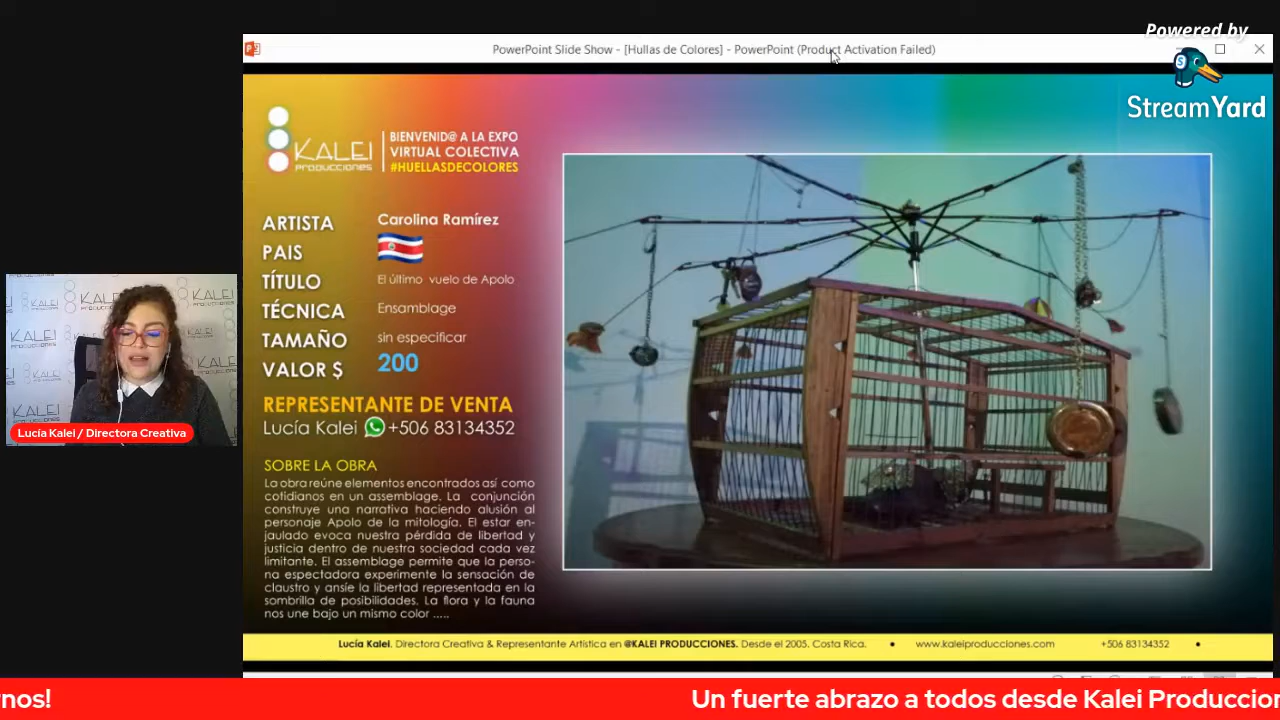 Powered by
StreamYard
PowerPoint Slide Show - [Hullas de Colores] - PowerPoint (Product Activation Failed)
KALEI
PRODUCCIONES
BIENVENID@ A LA EXPO
VIRTUAL COLECTIVA
#HUELLASDECOLORES
ARTISTA Carolina Ramírez
PAIS
TÍTULO El último vuelo de Apolo
TÉCNICA Ensamblage
TAMAÑO sin especificar
VALOR $ 200
REPRESENTANTE DE VENTA
Lucía Kalei +506 83134352
SOBRE LA OBRA
La obra reúne elementos encontrados así como
cotidianos en un assemblage. La conjunción
construye una narrativa haciendo alusión al
personaje Apolo de la mitología. El estar en-
jaulado evoca nuestra pérdida de libertad y
justicia dentro de nuestra sociedad cada vez
limitante. El assemblage permite que la perso-
na espectadora experimente la sensación de
claustro y ansíe la libertad representada en la
sombrilla de posibilidades. La flora y la fauna
nos une bajo un mismo color .....
Lucía Kalei / Directora Creativa
Lucía Kalei. Directora Creativa & Representante Artística en @KALEI PRODUCCIONES. Desde el 2005. Costa Rica. • www.kaleiproducciones.com +506 83134352 •
rnos! Un fuerte abrazo a todos desde Kalei Produccion